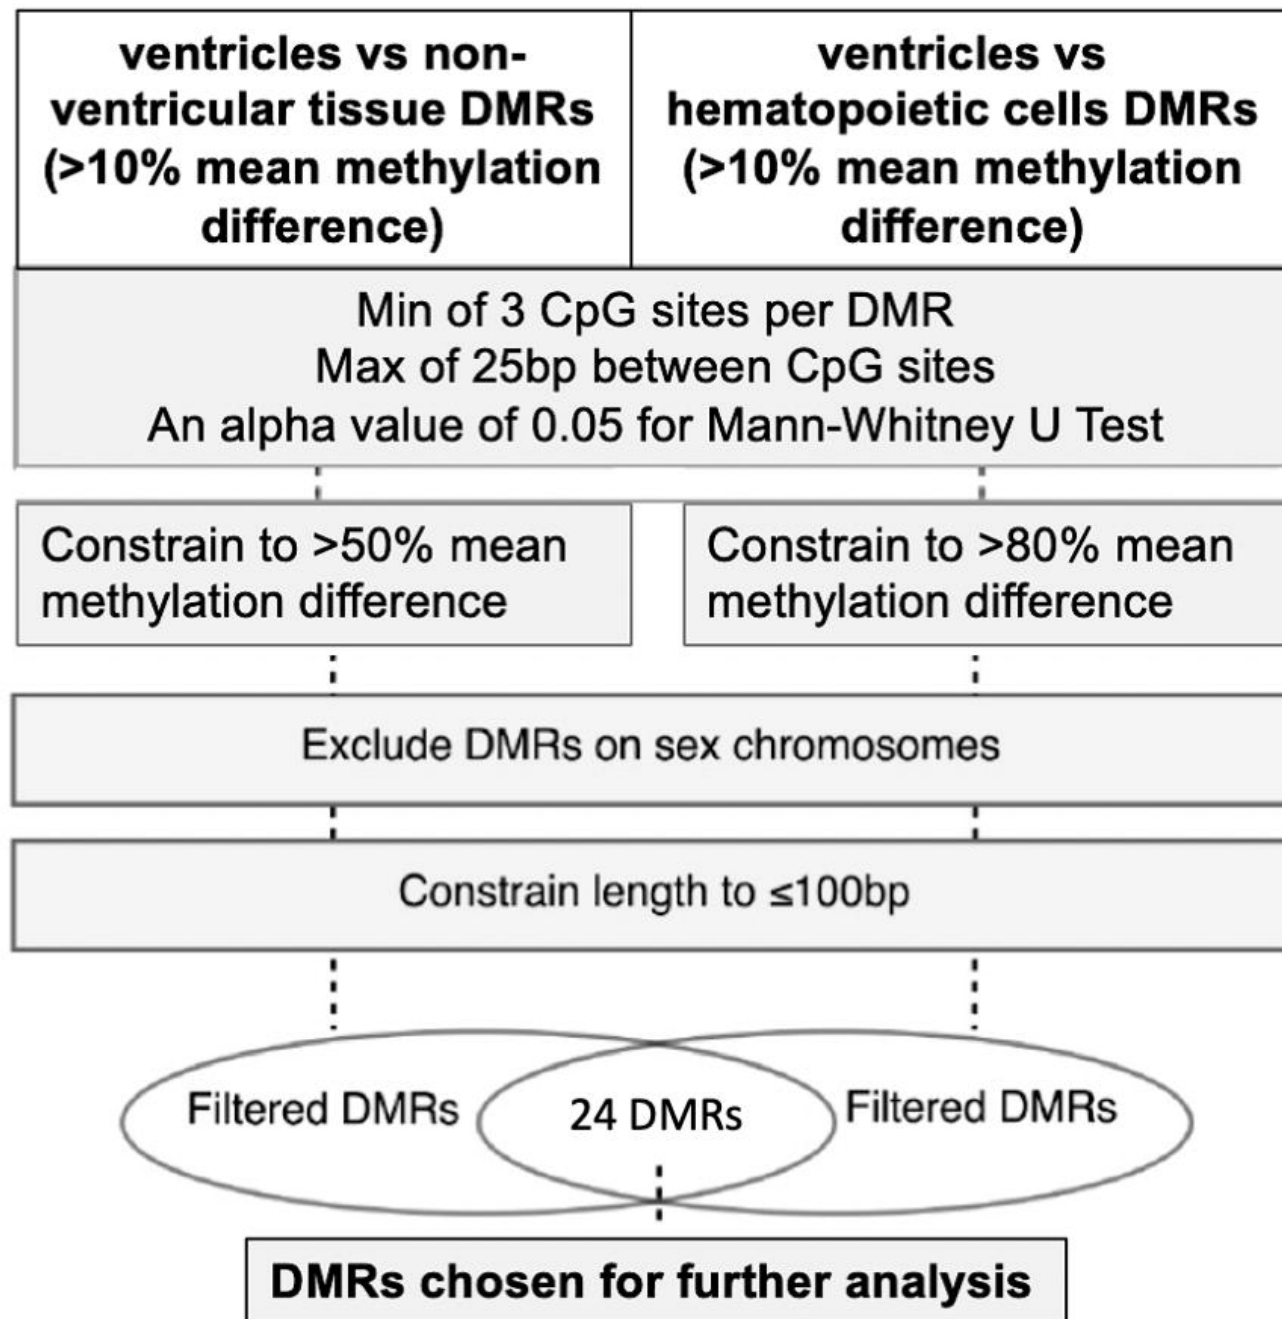 ventricles vs non-
ventricular tissue DMRs
(>10% mean methylation
difference)
ventricles vs
hematopoietic cells DMRs
(>10% mean methylation
difference)
Min of 3 CpG sites per DMR
Max of 25bp between CpG sites
An alpha value of 0.05 for Mann-Whitney U Test
Constrain to >50% mean
methylation difference
Constrain to >80% mean
methylation difference
Exclude DMRs on sex chromosomes
Constrain length to ≤100bp
Filtered DMRs
24 DMRs
Filtered DMRs
DMRs chosen for further analysis